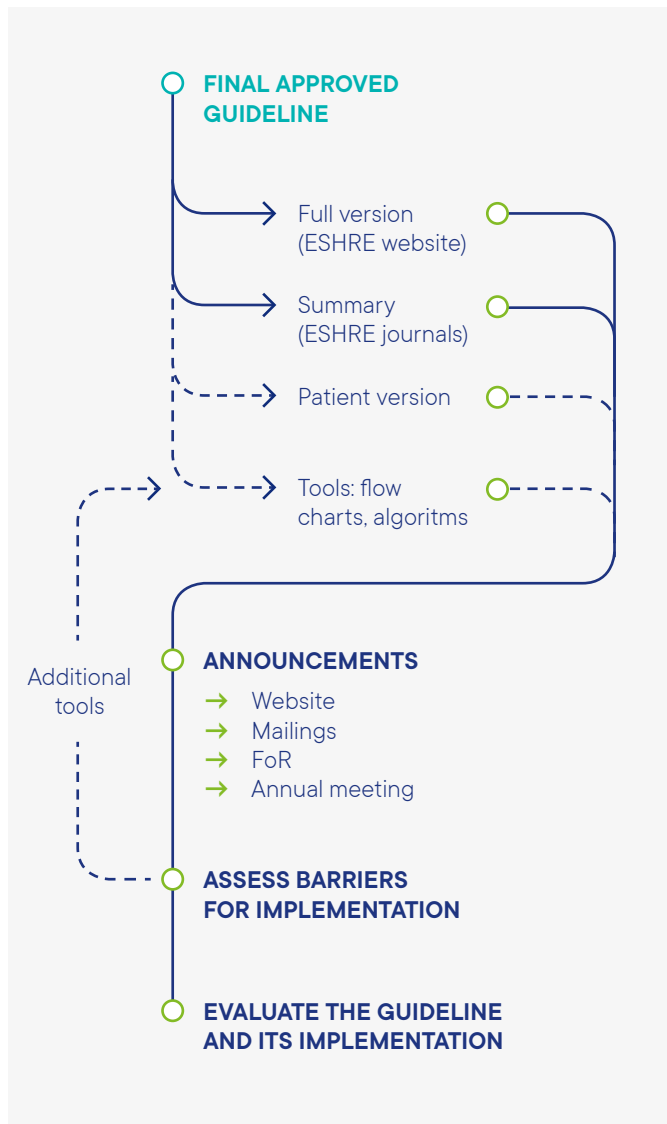 FINAL APPROVED
GUIDELINE
Full version
(ESHRE website)
Summary
(ESHRE journals)
Patient version
Tools: flow
charts, algoritms
Additional
tools
ANNOUNCEMENTS
Website
Mailings
FoR
Annual meeting
ASSESS BARRIERS
FOR IMPLEMENTATION
EVALUATE THE GUIDELINE
AND ITS IMPLEMENTATION